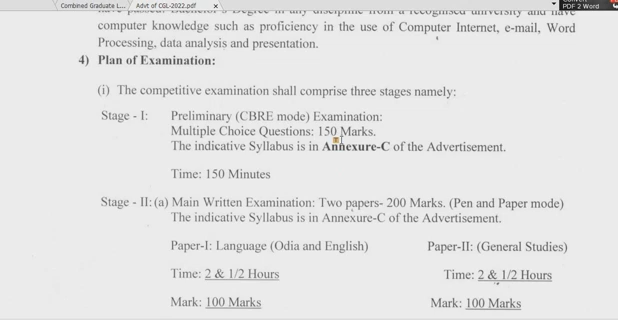 Combined Graduate L...
Advt of CGL-2022.pdf
PDF 2 Word
computer knowledge such as proficiency in the use of Computer Internet, e-mail, Word
Processing, data analysis and presentation.
4) Plan of Examination:
(i) The competitive examination shall comprise three stages namely:
Stage - I: Preliminary (CBRE mode) Examination:
Multiple Choice Questions: 150 Marks.
The indicative Syllabus is in Annexure-C of the Advertisement.
Time: 150 Minutes
Stage - II: (a) Main Written Examination: Two papers- 200 Marks. (Pen and Paper mode)
The indicative Syllabus is in Annexure-C of the Advertisement.
Paper-I: Language (Odia and English) Paper-II: (General Studies)
Time: 2 & 1/2 Hours Time: 2 & 1/2 Hours
Mark: 100 Marks Mark: 100 Marks